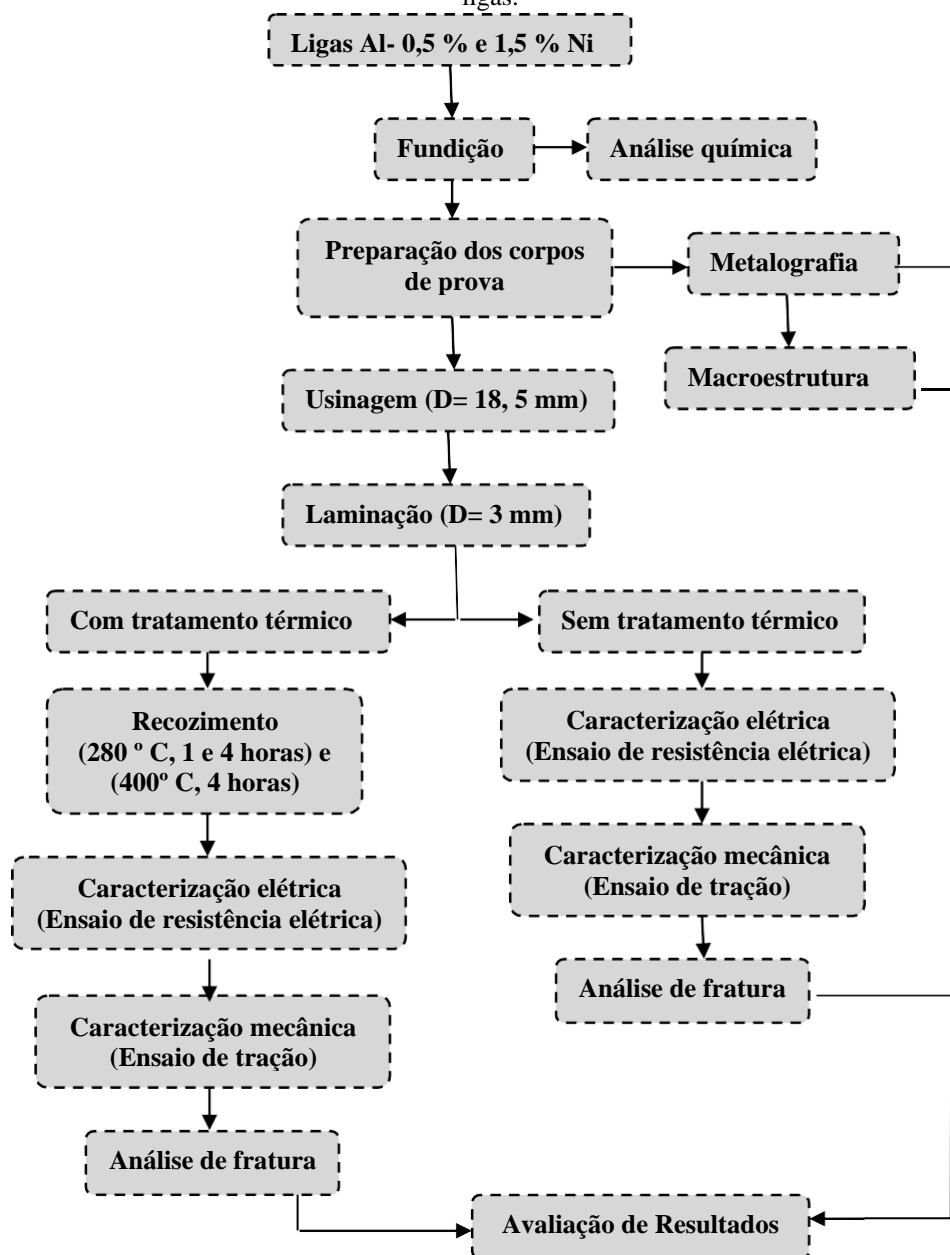 ligas.
Ligas Al- 0,5 % e 1,5 % Ni
Fundição
Análise química
Preparação dos corpos
de prova
Metalografia
Macroestrutura
Usinagem (D= 18, 5 mm)
Laminação (D= 3 mm)
Com tratamento térmico
Sem tratamento térmico
Recozimento
(280 º C, 1 e 4 horas) e
(400º C, 4 horas)
Caracterização elétrica
(Ensaio de resistência elétrica)
Caracterização elétrica
(Ensaio de resistência elétrica)
Caracterização mecânica
(Ensaio de tração)
Caracterização mecânica
(Ensaio de tração)
Análise de fratura
Análise de fratura
Avaliação de Resultados